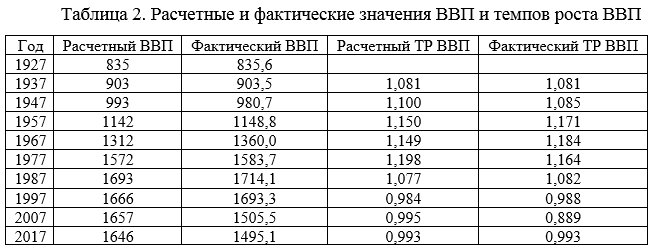 Таблица 2. Расчетные и фактические значения ВВП и темпов роста ВВП
Год Расчетный ВВП Фактический ВВП Расчетный ТР ВВП Фактический ТР ВВП
1927 835 835,6
1937 903 903,5 1,081 1,081
1947 993 980,7 1,100 1,085
1957 1142 1148,8 1,150 1,171
1967 1312 1360,0 1,149 1,184
1977 1572 1583,7 1,198 1,164
1987 1693 1714,1 1,077 1,082
1997 1666 1693,3 0,984 0,988
2007 1657 1505,5 0,995 0,889
2017 1646 1495,1 0,993 0,993